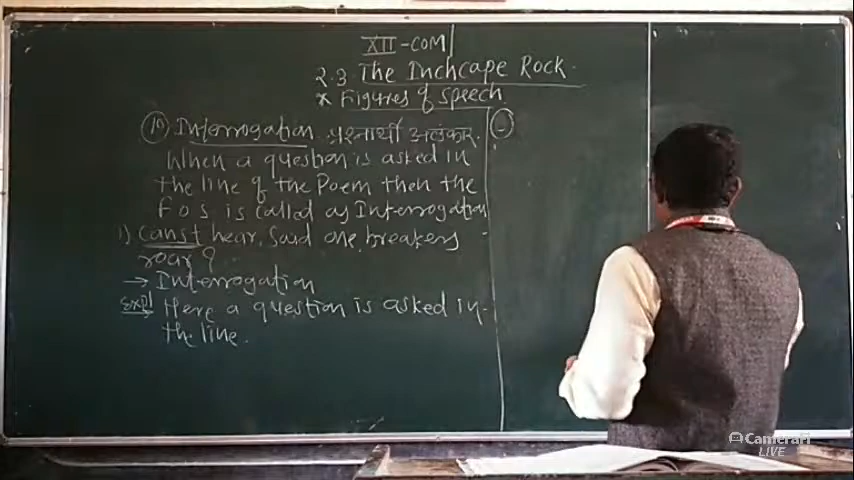 XII-COM
2.3 The Inchcape Rock.
* Figures of speech.
10) Interrogation प्रश्नार्थी अलंकार.
When a question is asked in
the line of the Poem then the
F O S. is called as Interrogation
1) Canst hear, said one, breakers
roar?
→ Interrogation
Expl Here a question is asked in
the line.
CameraFi
LIVE